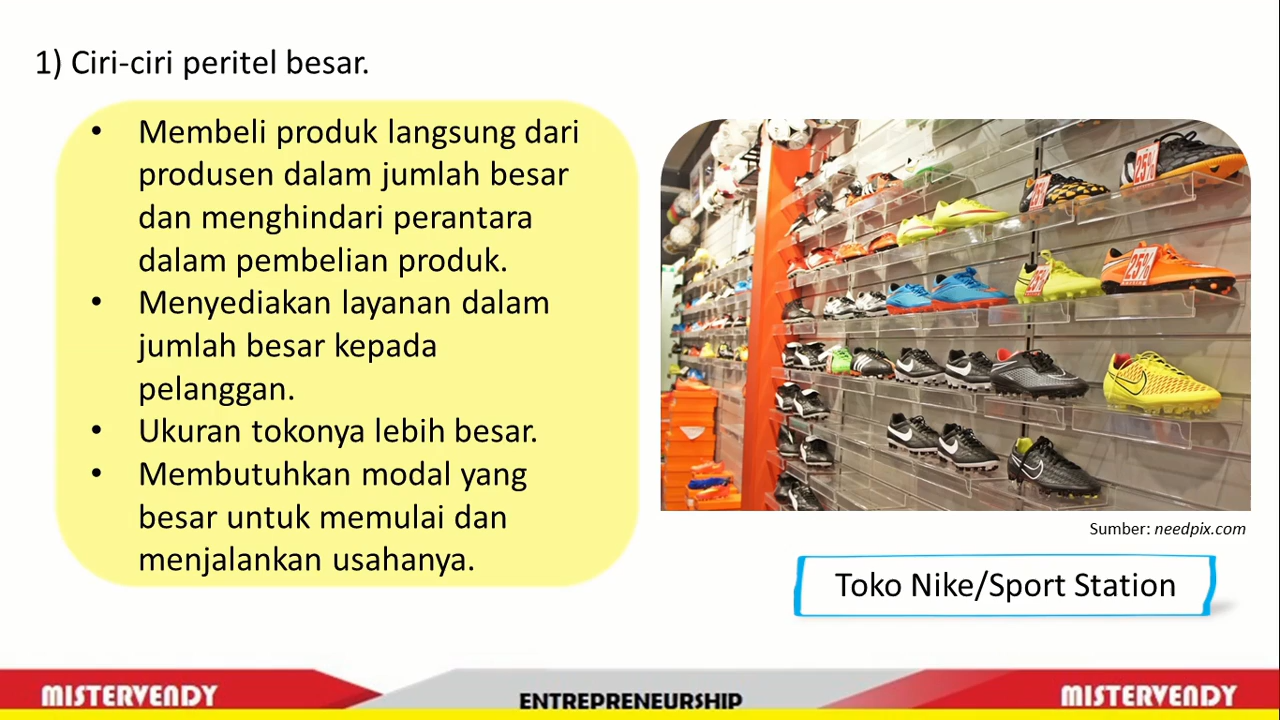 1) Ciri-ciri peritel besar.
• Membeli produk langsung dari
produsen dalam jumlah besar
dan menghindari perantara
dalam pembelian produk.
• Menyediakan layanan dalam
jumlah besar kepada
pelanggan.
• Ukuran tokonya lebih besar.
• Membutuhkan modal yang
besar untuk memulai dan
menjalankan usahanya.
25%
25%
25%
25%
Sumber: needpix.com
Toko Nike/Sport Station
MISTERVENDY
ENTREPRENEURSHIP
MISTERVENDY